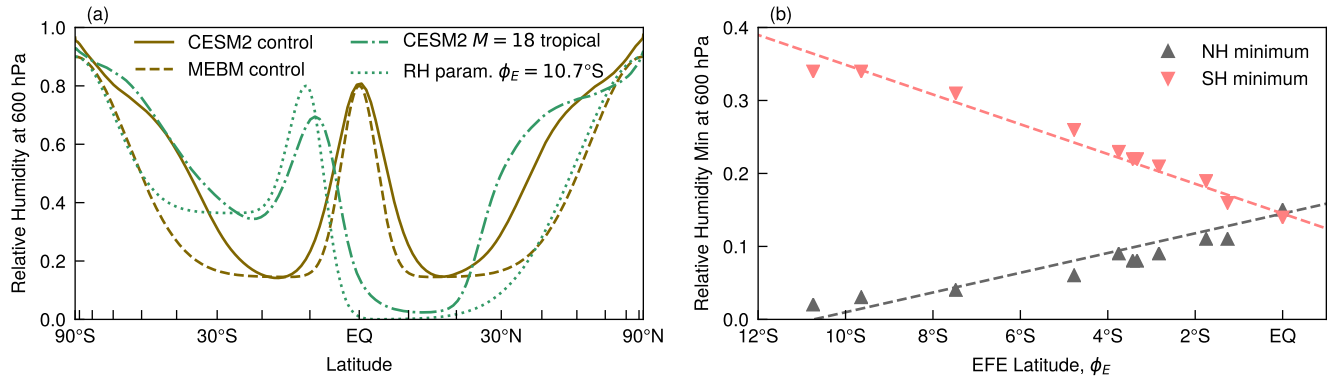 (a)
(b)
CESM2 control
MEBM control
CESM2 M = 18 tropical
RH param. ϕ_E = 10.7°S
NH minimum
SH minimum
Relative Humidity at 600 hPa
1.0
0.8
0.6
0.4
0.2
0.0
90°S
30°S
EQ
30°N
90°N
Latitude
Relative Humidity Min at 600 hPa
0.4
0.3
0.2
0.1
0.0
12°S
10°S
8°S
6°S
4°S
2°S
EQ
EFE Latitude, ϕ_E